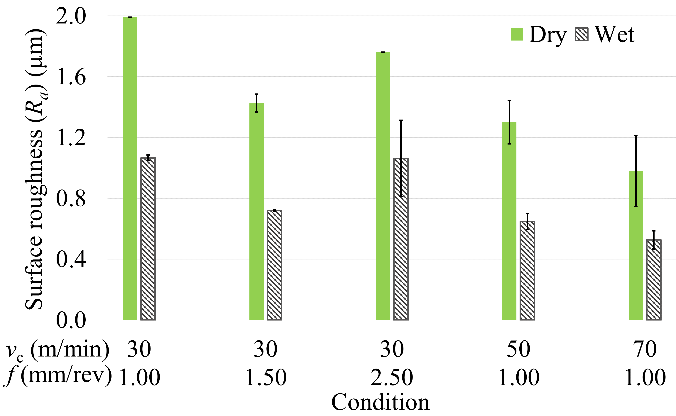 2.0
Dry Wet
1.6
1.2
0.8
0.4
0.0
Surface roughness (Ra) (μm)
vc (m/min) 30 30 30 50 70
f (mm/rev) 1.00 1.50 2.50 1.00 1.00
Condition